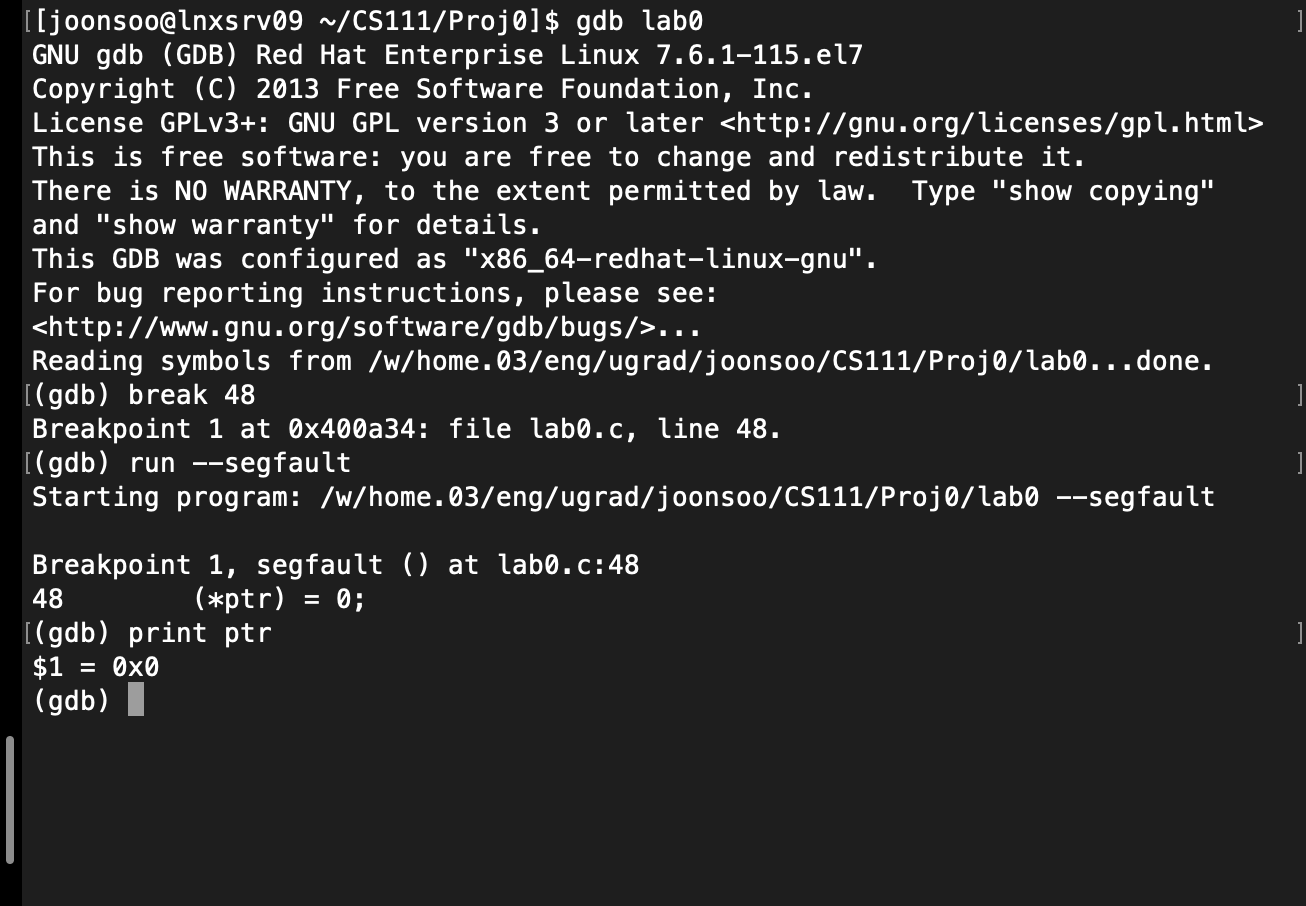 [[joonsoo@lnxsrv09 ~/CS111/Proj0]$ gdb lab0 ]
GNU gdb (GDB) Red Hat Enterprise Linux 7.6.1-115.el7
Copyright (C) 2013 Free Software Foundation, Inc.
License GPLv3+: GNU GPL version 3 or later <http://gnu.org/licenses/gpl.html>
This is free software: you are free to change and redistribute it.
There is NO WARRANTY, to the extent permitted by law.  Type "show copying"
and "show warranty" for details.
This GDB was configured as "x86_64-redhat-linux-gnu".
For bug reporting instructions, please see:
<http://www.gnu.org/software/gdb/bugs/>...
Reading symbols from /w/home.03/eng/ugrad/joonsoo/CS111/Proj0/lab0...done.
[(gdb) break 48 ]
Breakpoint 1 at 0x400a34: file lab0.c, line 48.
[(gdb) run --segfault ]
Starting program: /w/home.03/eng/ugrad/joonsoo/CS111/Proj0/lab0 --segfault
Breakpoint 1, segfault () at lab0.c:48
48        (*ptr) = 0;
[(gdb) print ptr ]
$1 = 0x0
(gdb)